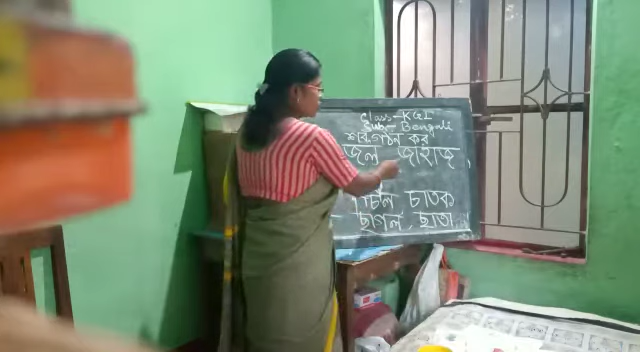 Class - KG I
Sub - Bengali
শব্দগঠন কর
জল জাহাজ,
চিল চাতক
ছাগল, ছাতা